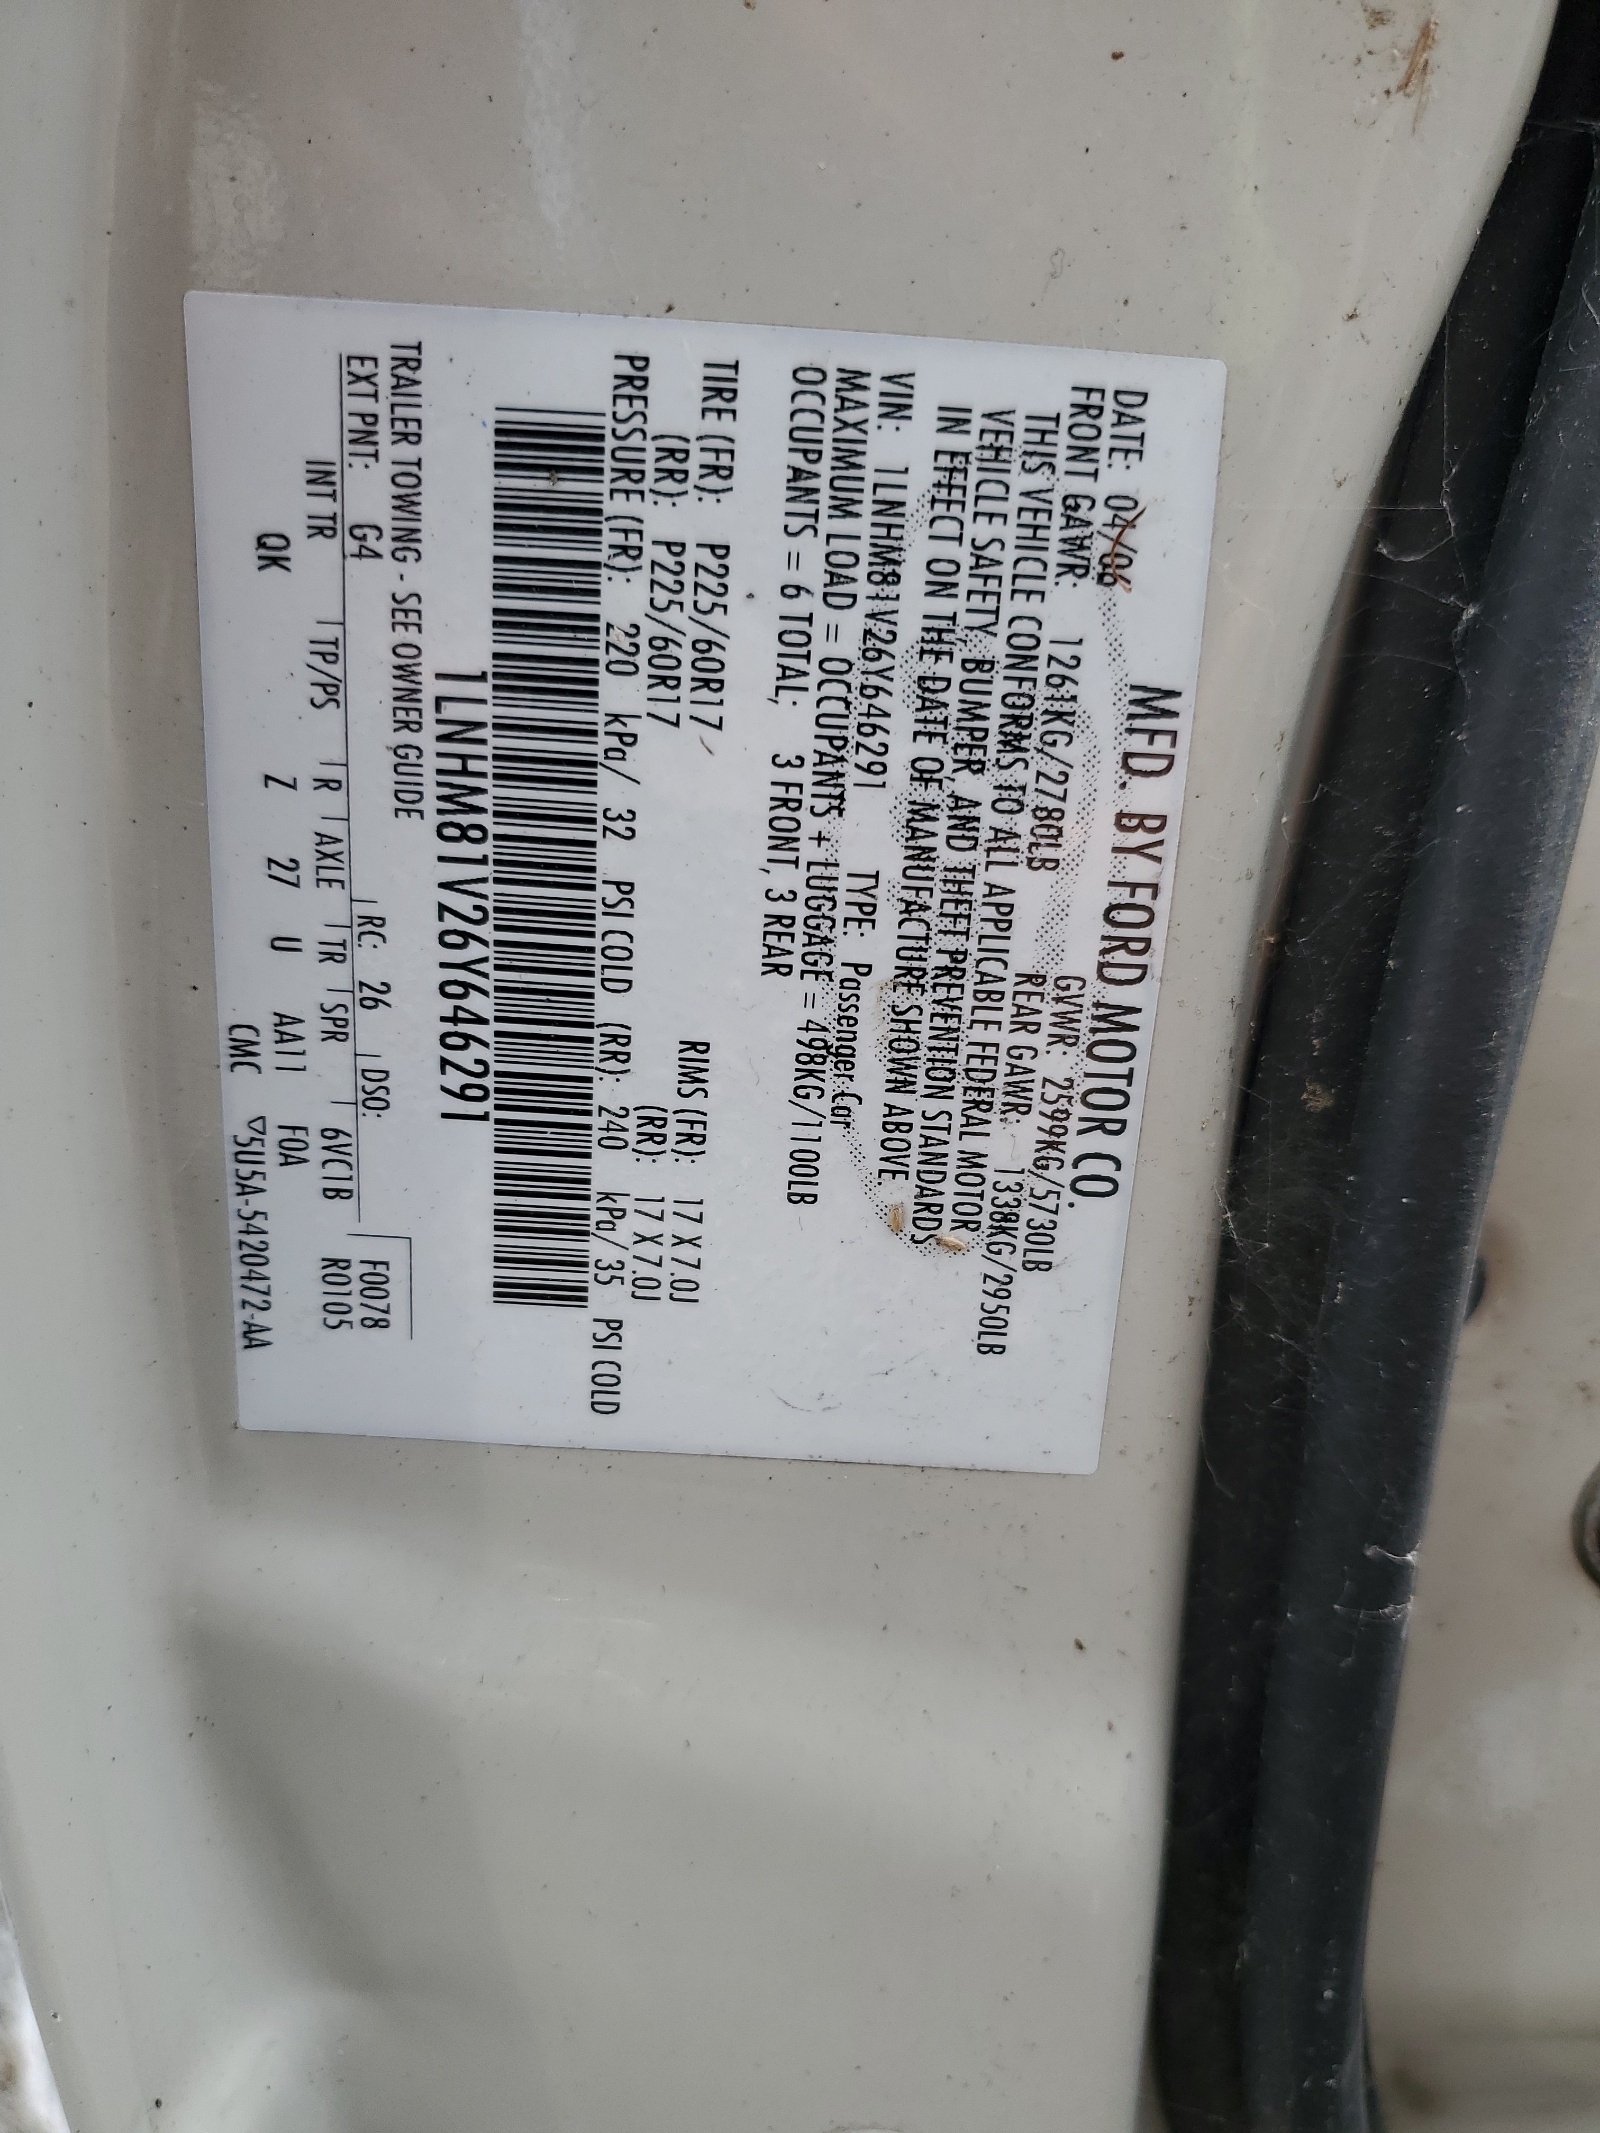 MFD. BY FORD MOTOR CO.
DATE: 04/06 GVWR: 2599KG/5730LB
FRONT GAWR: 1261KG/2780LB REAR GAWR: 1338KG/2950LB
THIS VEHICLE CONFORMS TO ALL APPLICABLE FEDERAL MOTOR
VEHICLE SAFETY, BUMPER, AND THEFT PREVENTION STANDARDS
IN EFFECT ON THE DATE OF MANUFACTURE SHOWN ABOVE.
VIN: 1LNHM81V26Y646291 TYPE: Passenger Car
MAXIMUM LOAD = OCCUPANTS + LUGGAGE = 498KG/1100LB
OCCUPANTS = 6 TOTAL; 3 FRONT, 3 REAR
TIRE (FR): P225/60R17 RIMS (FR): 17 X 7.0J
(RR): P225/60R17 (RR): 17 X 7.0J
PRESSURE (FR): 220 kPa/ 32 PSI COLD (RR): 240 kPa/ 35 PSI COLD
1LNHM81V26Y646291
TRAILER TOWING - SEE OWNER GUIDE
EXT PNT: G4 RC: 26 DSO: F0078
INT TR TP/PS R AXLE TR SPR 6VC1B R0105
QK Z 27 U AA11 F0A
CMC ▽5U5A-5420472-AA